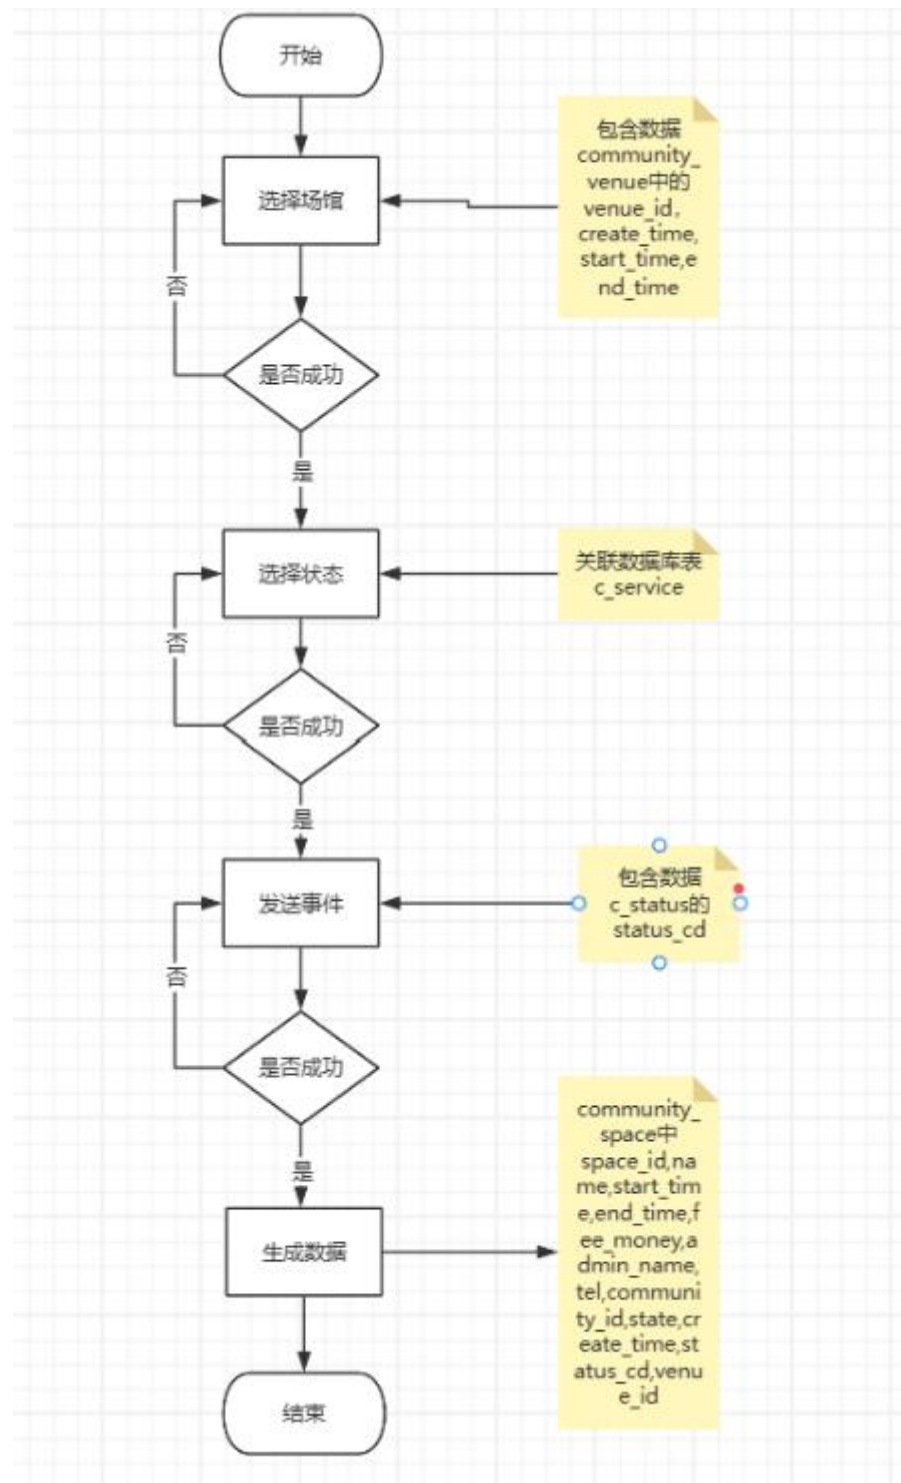 开始
包含数据
community_
venue中的
venue_id,
create_time,
start_time,e
nd_time
选择场馆
否
是否成功
是
选择状态
关联数据库表
c_service
否
是否成功
是
发送事件
包含数据
c_status的
status_cd
否
是否成功
是
生成数据
community_
space中
space_id,na
me,start_tim
e,end_time,f
ee_money,a
dmin_name,
tel,communi
ty_id,state,cr
eate_time,st
atus_cd,venu
e_id
结束